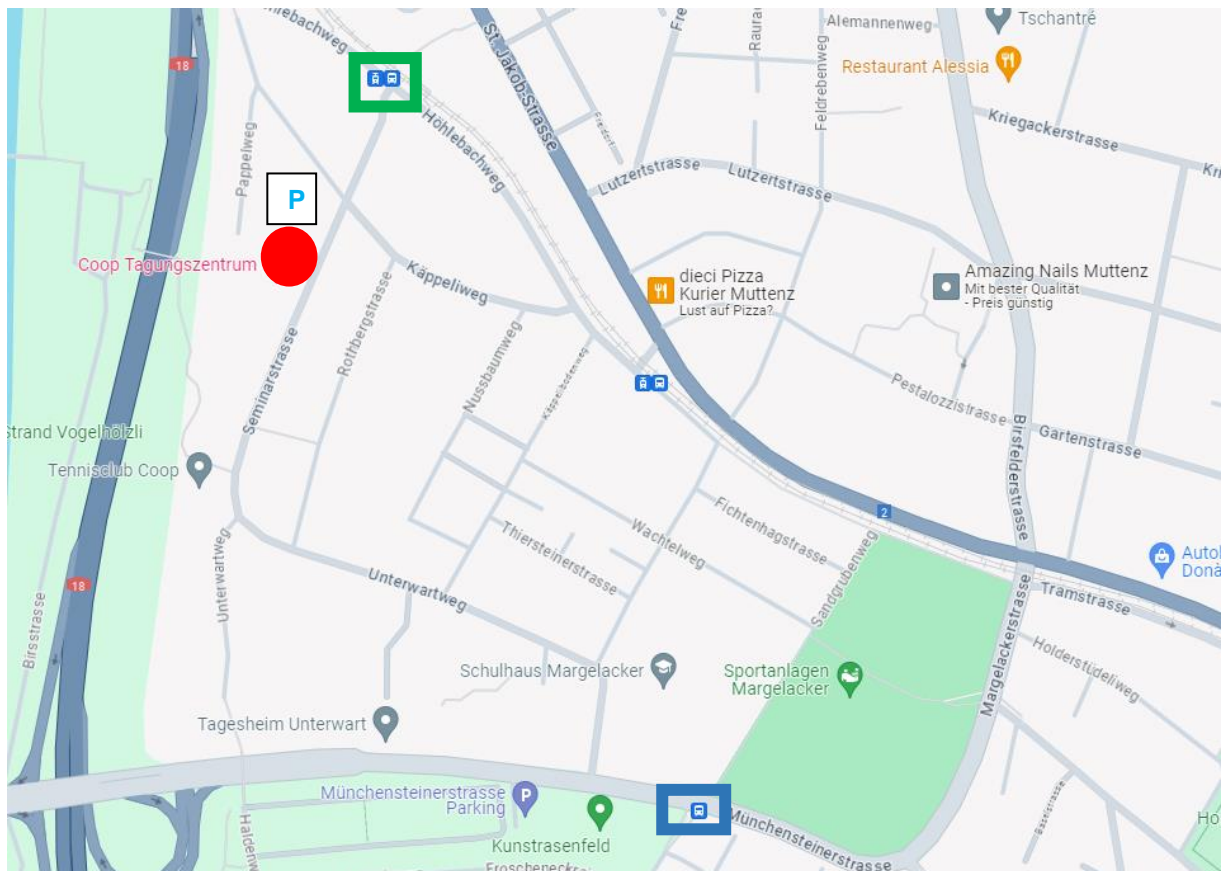 18
Höhlebachweg
St. Jakob-Strasse
Alemannenweg
Tschantré
Restaurant Alessia
Feldrebenweg
Kriegackerstrasse
Pappelweg
Höhlebachweg
Lutzertstrasse
Lutzertstrasse
P
Coop Tagungszentrum
Käppeliweg
dieci Pizza
Kurier Muttenz
Lust auf Pizza?
Amazing Nails Muttenz
Mit bester Qualität
- Preis günstig
Rothbergstrasse
Seminarstrasse
Nussbaumweg
Käppelibodenweg
Pestalozzistrasse
Gartenstrasse
Birsfelderstrasse
Strand Vogelhölzli
Tennisclub Coop
2
Fichtenhagstrasse
Wachtelweg
Thiersteinerstrasse
Sandgrubenweg
Unterwartweg
Unterwartweg
18
Birsstrasse
Tramstrasse
Margelackerstrasse
Holderstüdeliweg
Schulhaus Margelacker
Sportanlagen
Margelacker
Tagesheim Unterwart
Münchensteinerstrasse
Parking
P
Kunstrasenfeld
Münchensteinerstrasse
Baselstrasse